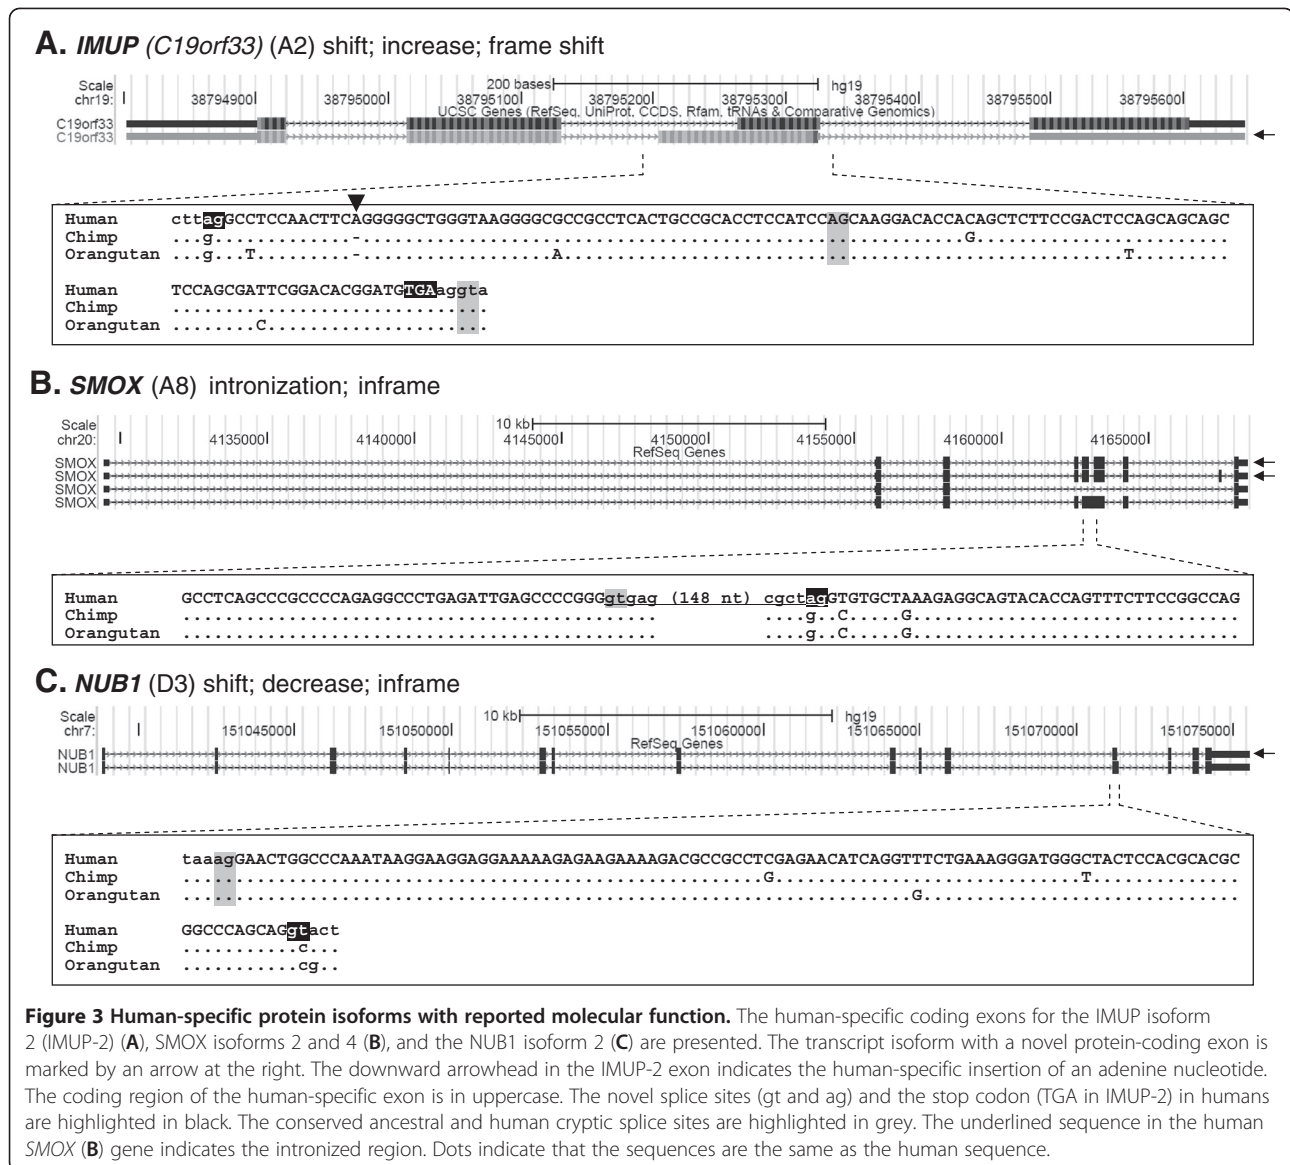 A. IMUP (C19orf33) (A2) shift; increase; frame shift
Scale 200 bases hg19
chr19: 38794900 38795000 38795100 38795200 38795300 38795400 38795500 38795600
UCSC Genes (RefSeq, UniProt, CCDS, Rfam, tRNAs & Comparative Genomics)
C19orf33
C19orf33
Human cttagGCCTCCAACTTCAGGGGGCTGGGTAAGGGGCGCCGCCTCACTGCCGCACCTCCATCCAGCAAGGACACCACAGCTCTTCCGACTCCAGCAGCAGC
Chimp ...g.............-.........................................................G........................
Orangutan ...g...T.........-..................A.....................................................T.........
Human TCCAGCGATTCGGACACGGATGTGAaggta
Chimp ..............................
Orangutan ........C.....................
B. SMOX (A8) intronization; inframe
Scale 10 kb
chr20: 4135000 4140000 4145000 4150000 4155000 4160000 4165000
RefSeq Genes
SMOX
SMOX
SMOX
SMOX
Human GCCTCAGCCCGCCCCAGAGGCCCTGAGATTGAGCCCCGGGgtgag (148 nt) cgctagGTGTGCTAAAGAGGCAGTACACCAGTTTCTTCCGGCCAG
Chimp ............................................. ....g..C.....G...............................
Orangutan ............................................. ....g..C.....G...............................
C. NUB1 (D3) shift; decrease; inframe
Scale 10 kb hg19
chr7: 151045000 151050000 151055000 151060000 151065000 151070000 151075000
RefSeq Genes
NUB1
NUB1
Human taaagGAACTGGCCCAAATAAGGAAGGAGGAAAAAGAGAAGAAAAGACGCCGCCTCGAGAACATCAGGTTTCTGAAAGGGATGGGCTACTCCACGCACGC
Chimp .......................................................G.............................T..............
Orangutan .....................................................................G..............................
Human GGCCCAGCAGgtact
Chimp ...........c...
Orangutan ...........cg..
Figure 3 Human-specific protein isoforms with reported molecular function. The human-specific coding exons for the IMUP isoform
2 (IMUP-2) (A), SMOX isoforms 2 and 4 (B), and the NUB1 isoform 2 (C) are presented. The transcript isoform with a novel protein-coding exon is
marked by an arrow at the right. The downward arrowhead in the IMUP-2 exon indicates the human-specific insertion of an adenine nucleotide.
The coding region of the human-specific exon is in uppercase. The novel splice sites (gt and ag) and the stop codon (TGA in IMUP-2) in humans
are highlighted in black. The conserved ancestral and human cryptic splice sites are highlighted in grey. The underlined sequence in the human
SMOX (B) gene indicates the intronized region. Dots indicate that the sequences are the same as the human sequence.